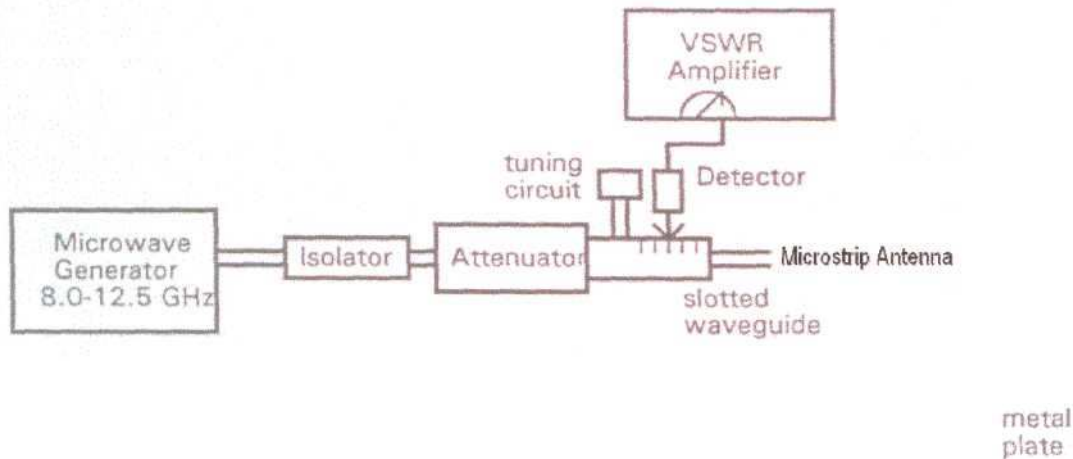 VSWR
Amplifier
tuning
circuit
Detector
Microwave
Generator
8.0-12.5 GHz
Isolator
Attenuator
Microstrip Antenna
slotted
waveguide
metal
plate